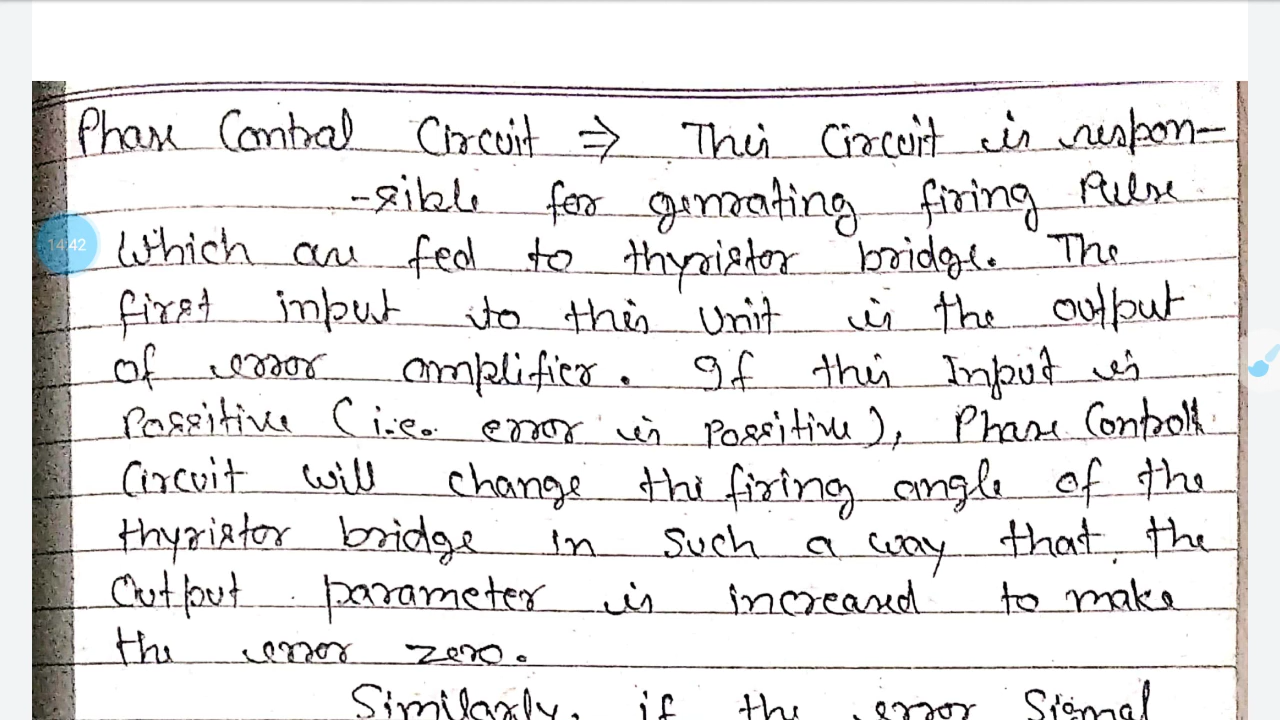 Phase Control Circuit ⇒ This Circuit is respon-
-sible for genrating firing Pulse
14:42
Which are fed to thyristor bridge. The
first input to this Unit is the output
of error amplifier. If this Input is
Possitive (i.e. error is Possitive), Phase Controll
Circuit will change the firing angle of the
thyristor bridge in Such a way that the
Output parameter is increased to make
the error zero.
Similarly, if the error Signal